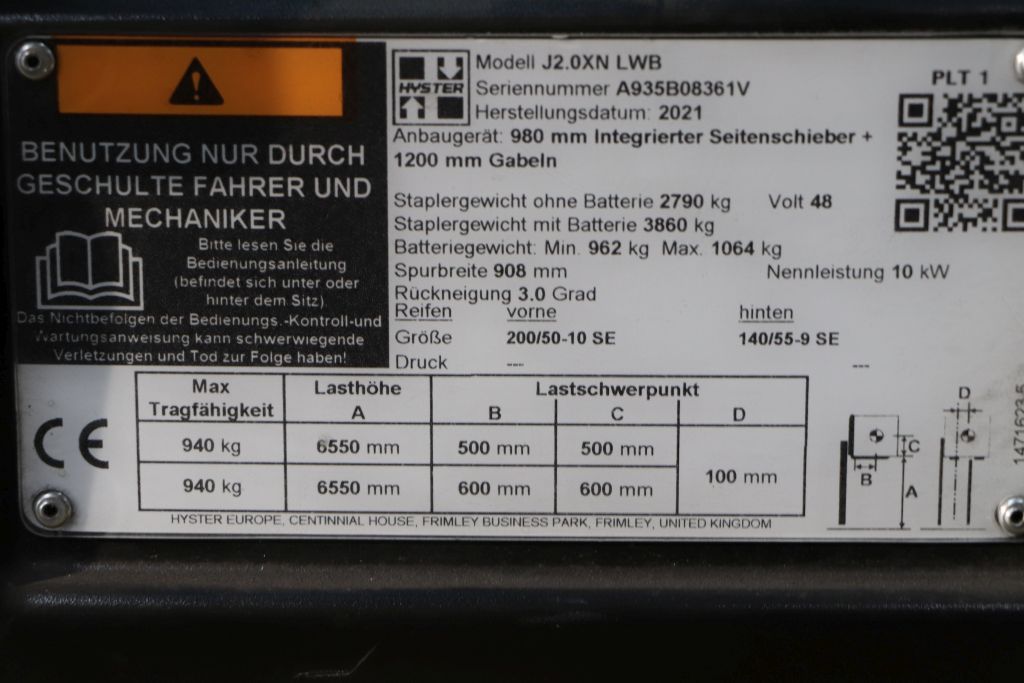 BENUTZUNG NUR DURCH
GESCHULTE FAHRER UND
MECHANIKER
Bitte lesen Sie die
Bedienungsanleitung
(befindet sich unter oder
hinter dem Sitz).
Das Nichtbefolgen der Bedienungs.-Kontroll-und
Wartungsanweisung kann schwerwiegende
Verletzungen und Tod zur Folge haben!
HYSTER
Modell J2.0XN LWB
Seriennummer A935B08361V
Herstellungsdatum: 2021
Anbaugerät: 980 mm Integrierter Seitenschieber +
1200 mm Gabeln
PLT 1
Staplergewicht ohne Batterie 2790 kg Volt 48
Staplergewicht mit Batterie 3860 kg
Batteriegewicht: Min. 962 kg Max. 1064 kg
Spurbreite 908 mm Nennleistung 10 kW
Rückneigung 3.0 Grad
Reifen vorne hinten
Größe 200/50-10 SE 140/55-9 SE
Druck --- ---
Max Lasthöhe Lastschwerpunkt
Tragfähigkeit A B C D
940 kg 6550 mm 500 mm 500 mm 100 mm
940 kg 6550 mm 600 mm 600 mm
CE
D
C
B
A
1471623-5
HYSTER EUROPE, CENTINNIAL HOUSE, FRIMLEY BUSINESS PARK, FRIMLEY, UNITED KINGDOM